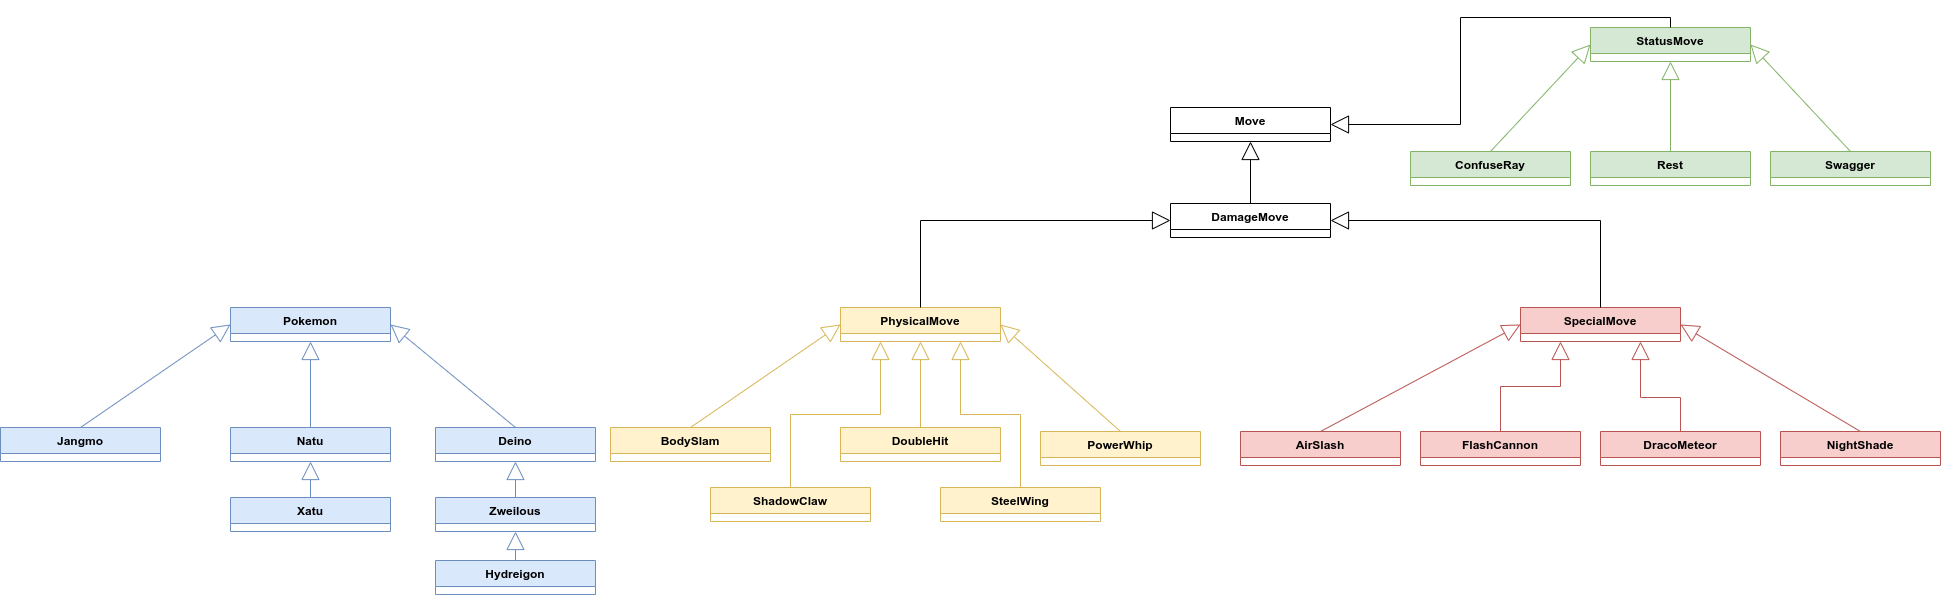 StatusMove
Move
ConfuseRay
Rest
Swagger
DamageMove
Pokemon
PhysicalMove
SpecialMove
Jangmo
Natu
Deino
BodySlam
DoubleHit
PowerWhip
AirSlash
FlashCannon
DracoMeteor
NightShade
Xatu
Zweilous
ShadowClaw
SteelWing
Hydreigon